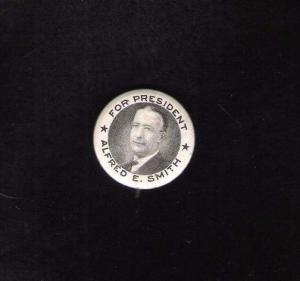 FOR PRESIDENT
★ ALFRED E. SMITH ★